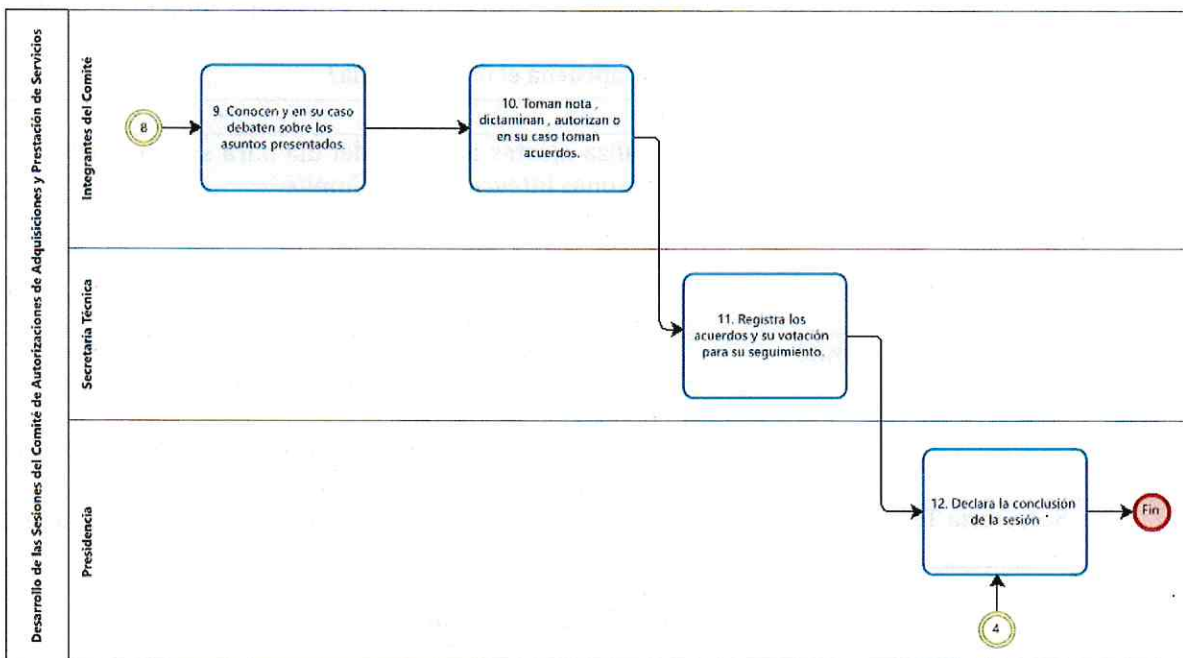 Desarrollo de las Sesiones del Comité de Autorizaciones de Adquisiciones y Prestación de Servicios
Integrantes del Comité
8
9. Conocen y en su caso
debaten sobre los
asuntos presentados.
10. Toman nota ,
dictaminan , autorizan o
en su caso toman
acuerdos.
Secretaría Técnica
11. Registra los
acuerdos y su votación
para su seguimiento.
Presidencia
12. Declara la conclusión
de la sesión
Fin
4